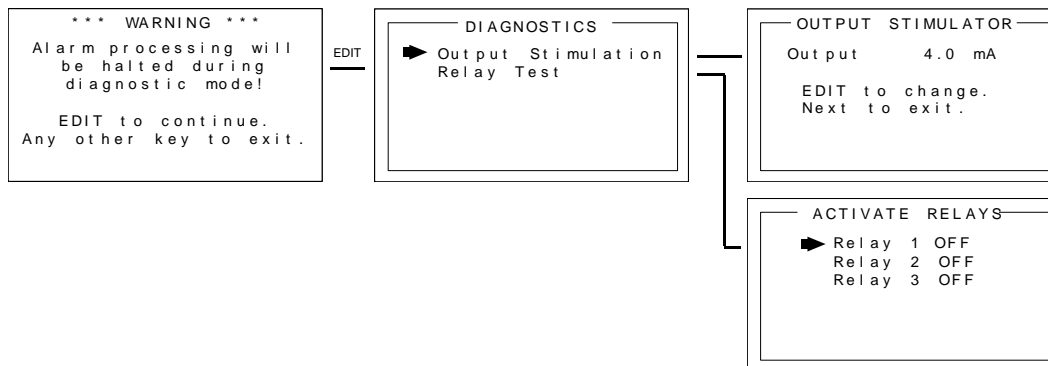 *** WARNING ***
Alarm processing will
be halted during
diagnostic mode!
EDIT to continue.
Any other key to exit.
EDIT
DIAGNOSTICS
Output Stimulation
Relay Test
OUTPUT STIMULATOR
Output 4.0 mA
EDIT to change.
Next to exit.
ACTIVATE RELAYS
Relay 1 OFF
Relay 2 OFF
Relay 3 OFF